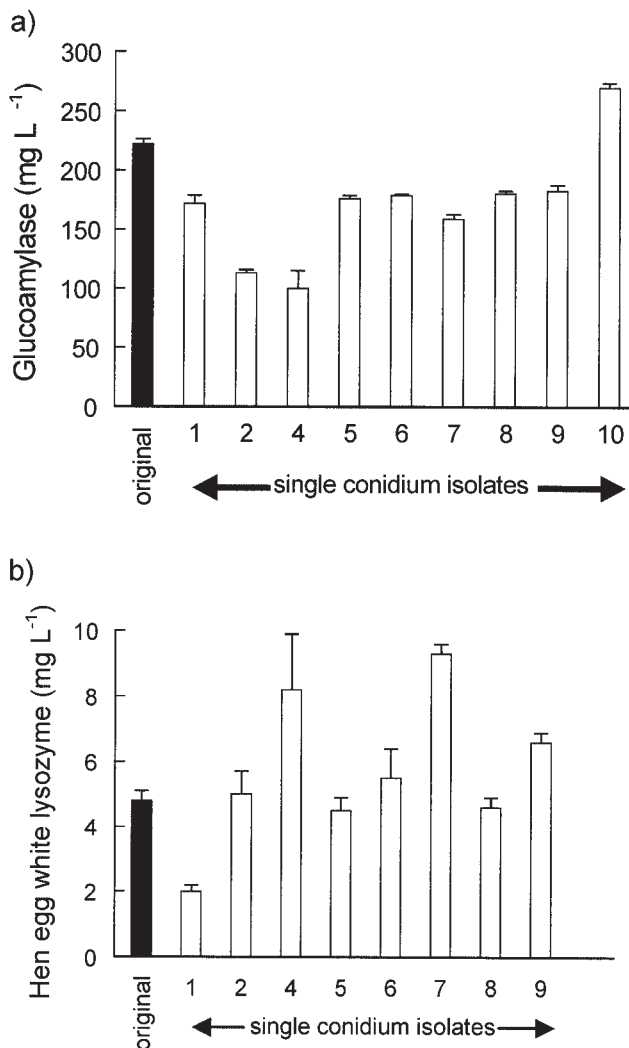 a)
Glucoamylase (mg L⁻¹)
300
250
200
150
100
50
0
original
1 2 4 5 6 7 8 9 10
single conidium isolates
b)
Hen egg white lysozyme (mg L⁻¹)
10
8
6
4
2
0
original
1 2 4 5 6 7 8 9
single conidium isolates